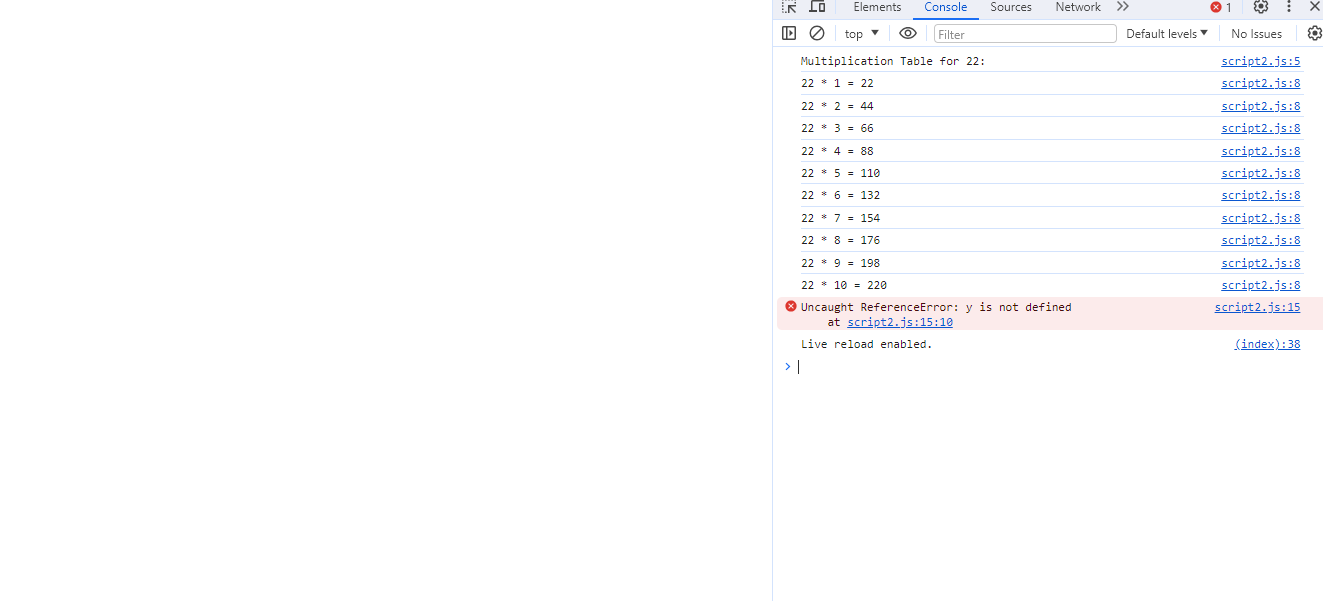 Elements Console Sources Network 1
top Filter Default levels No Issues
Multiplication Table for 22: script2.js:5
22 * 1 = 22 script2.js:8
22 * 2 = 44 script2.js:8
22 * 3 = 66 script2.js:8
22 * 4 = 88 script2.js:8
22 * 5 = 110 script2.js:8
22 * 6 = 132 script2.js:8
22 * 7 = 154 script2.js:8
22 * 8 = 176 script2.js:8
22 * 9 = 198 script2.js:8
22 * 10 = 220 script2.js:8
Uncaught ReferenceError: y is not defined script2.js:15
at script2.js:15:10
Live reload enabled. (index):38